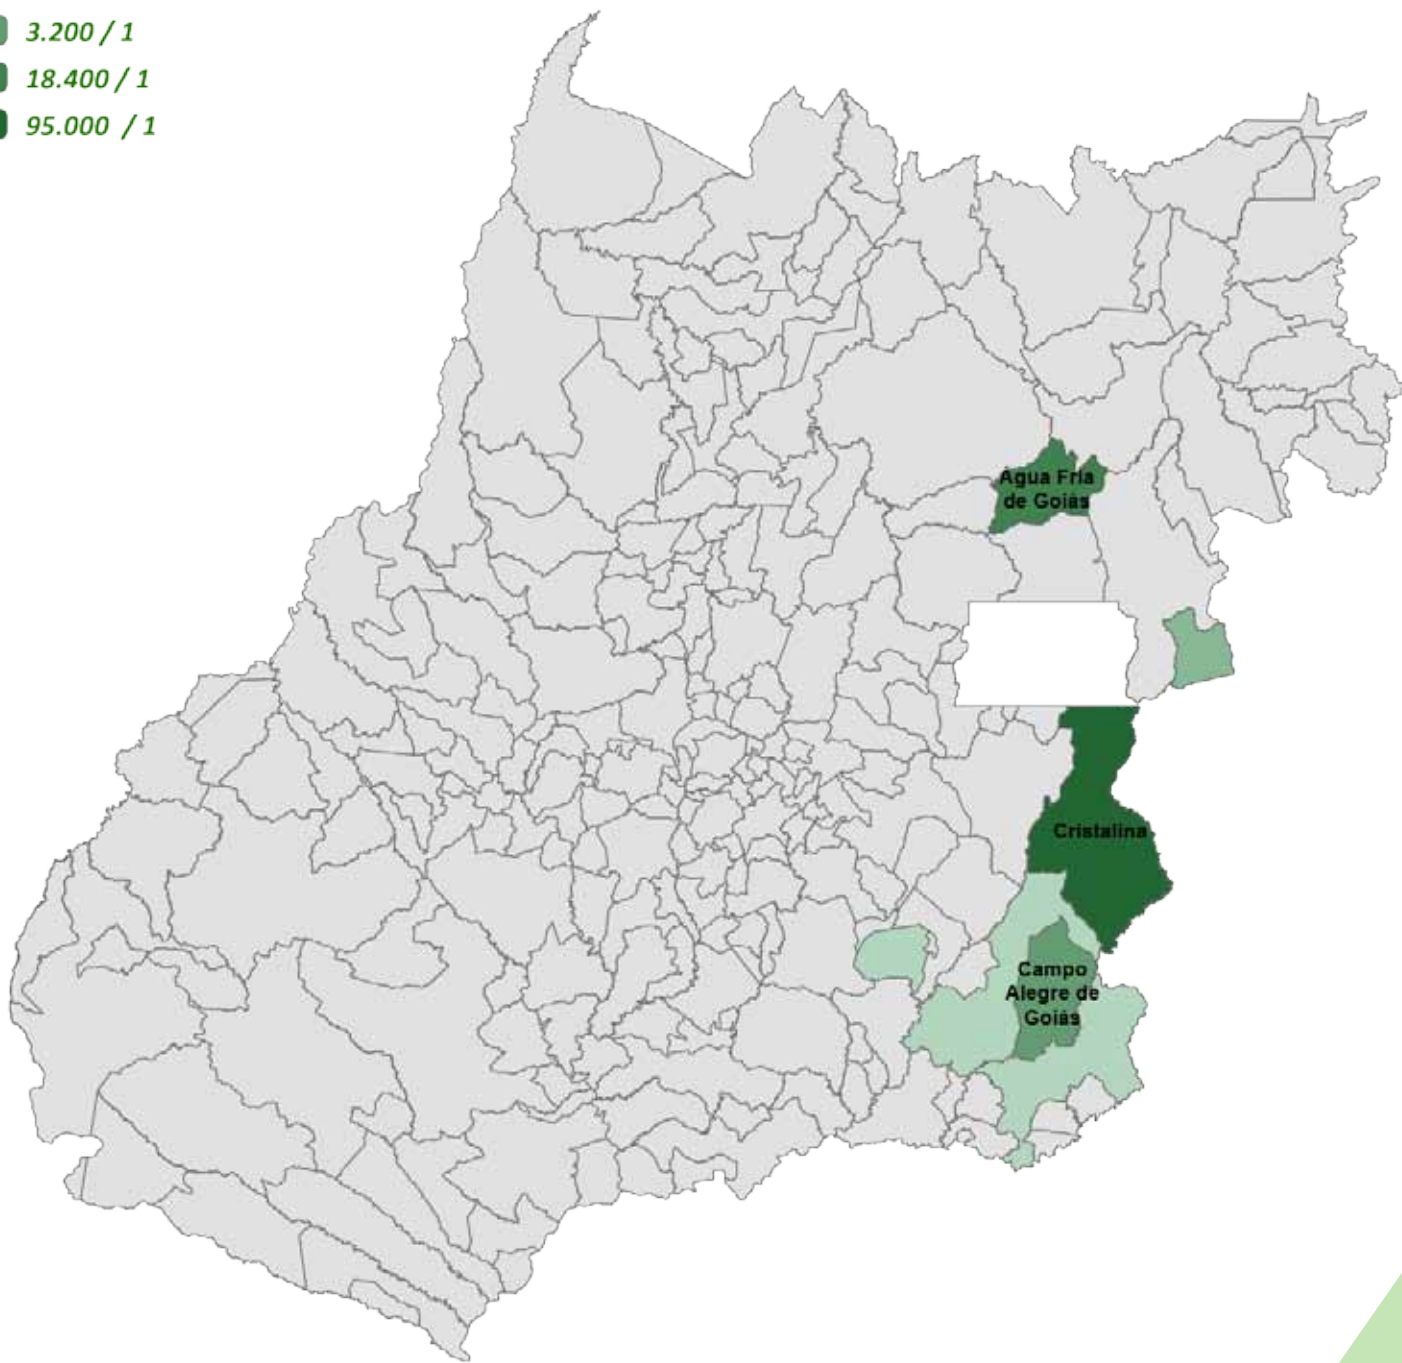 3.200 / 1
18.400 / 1
95.000 / 1
Água Fria
de Goiás
Cristalina
Campo
Alegre de
Goiás